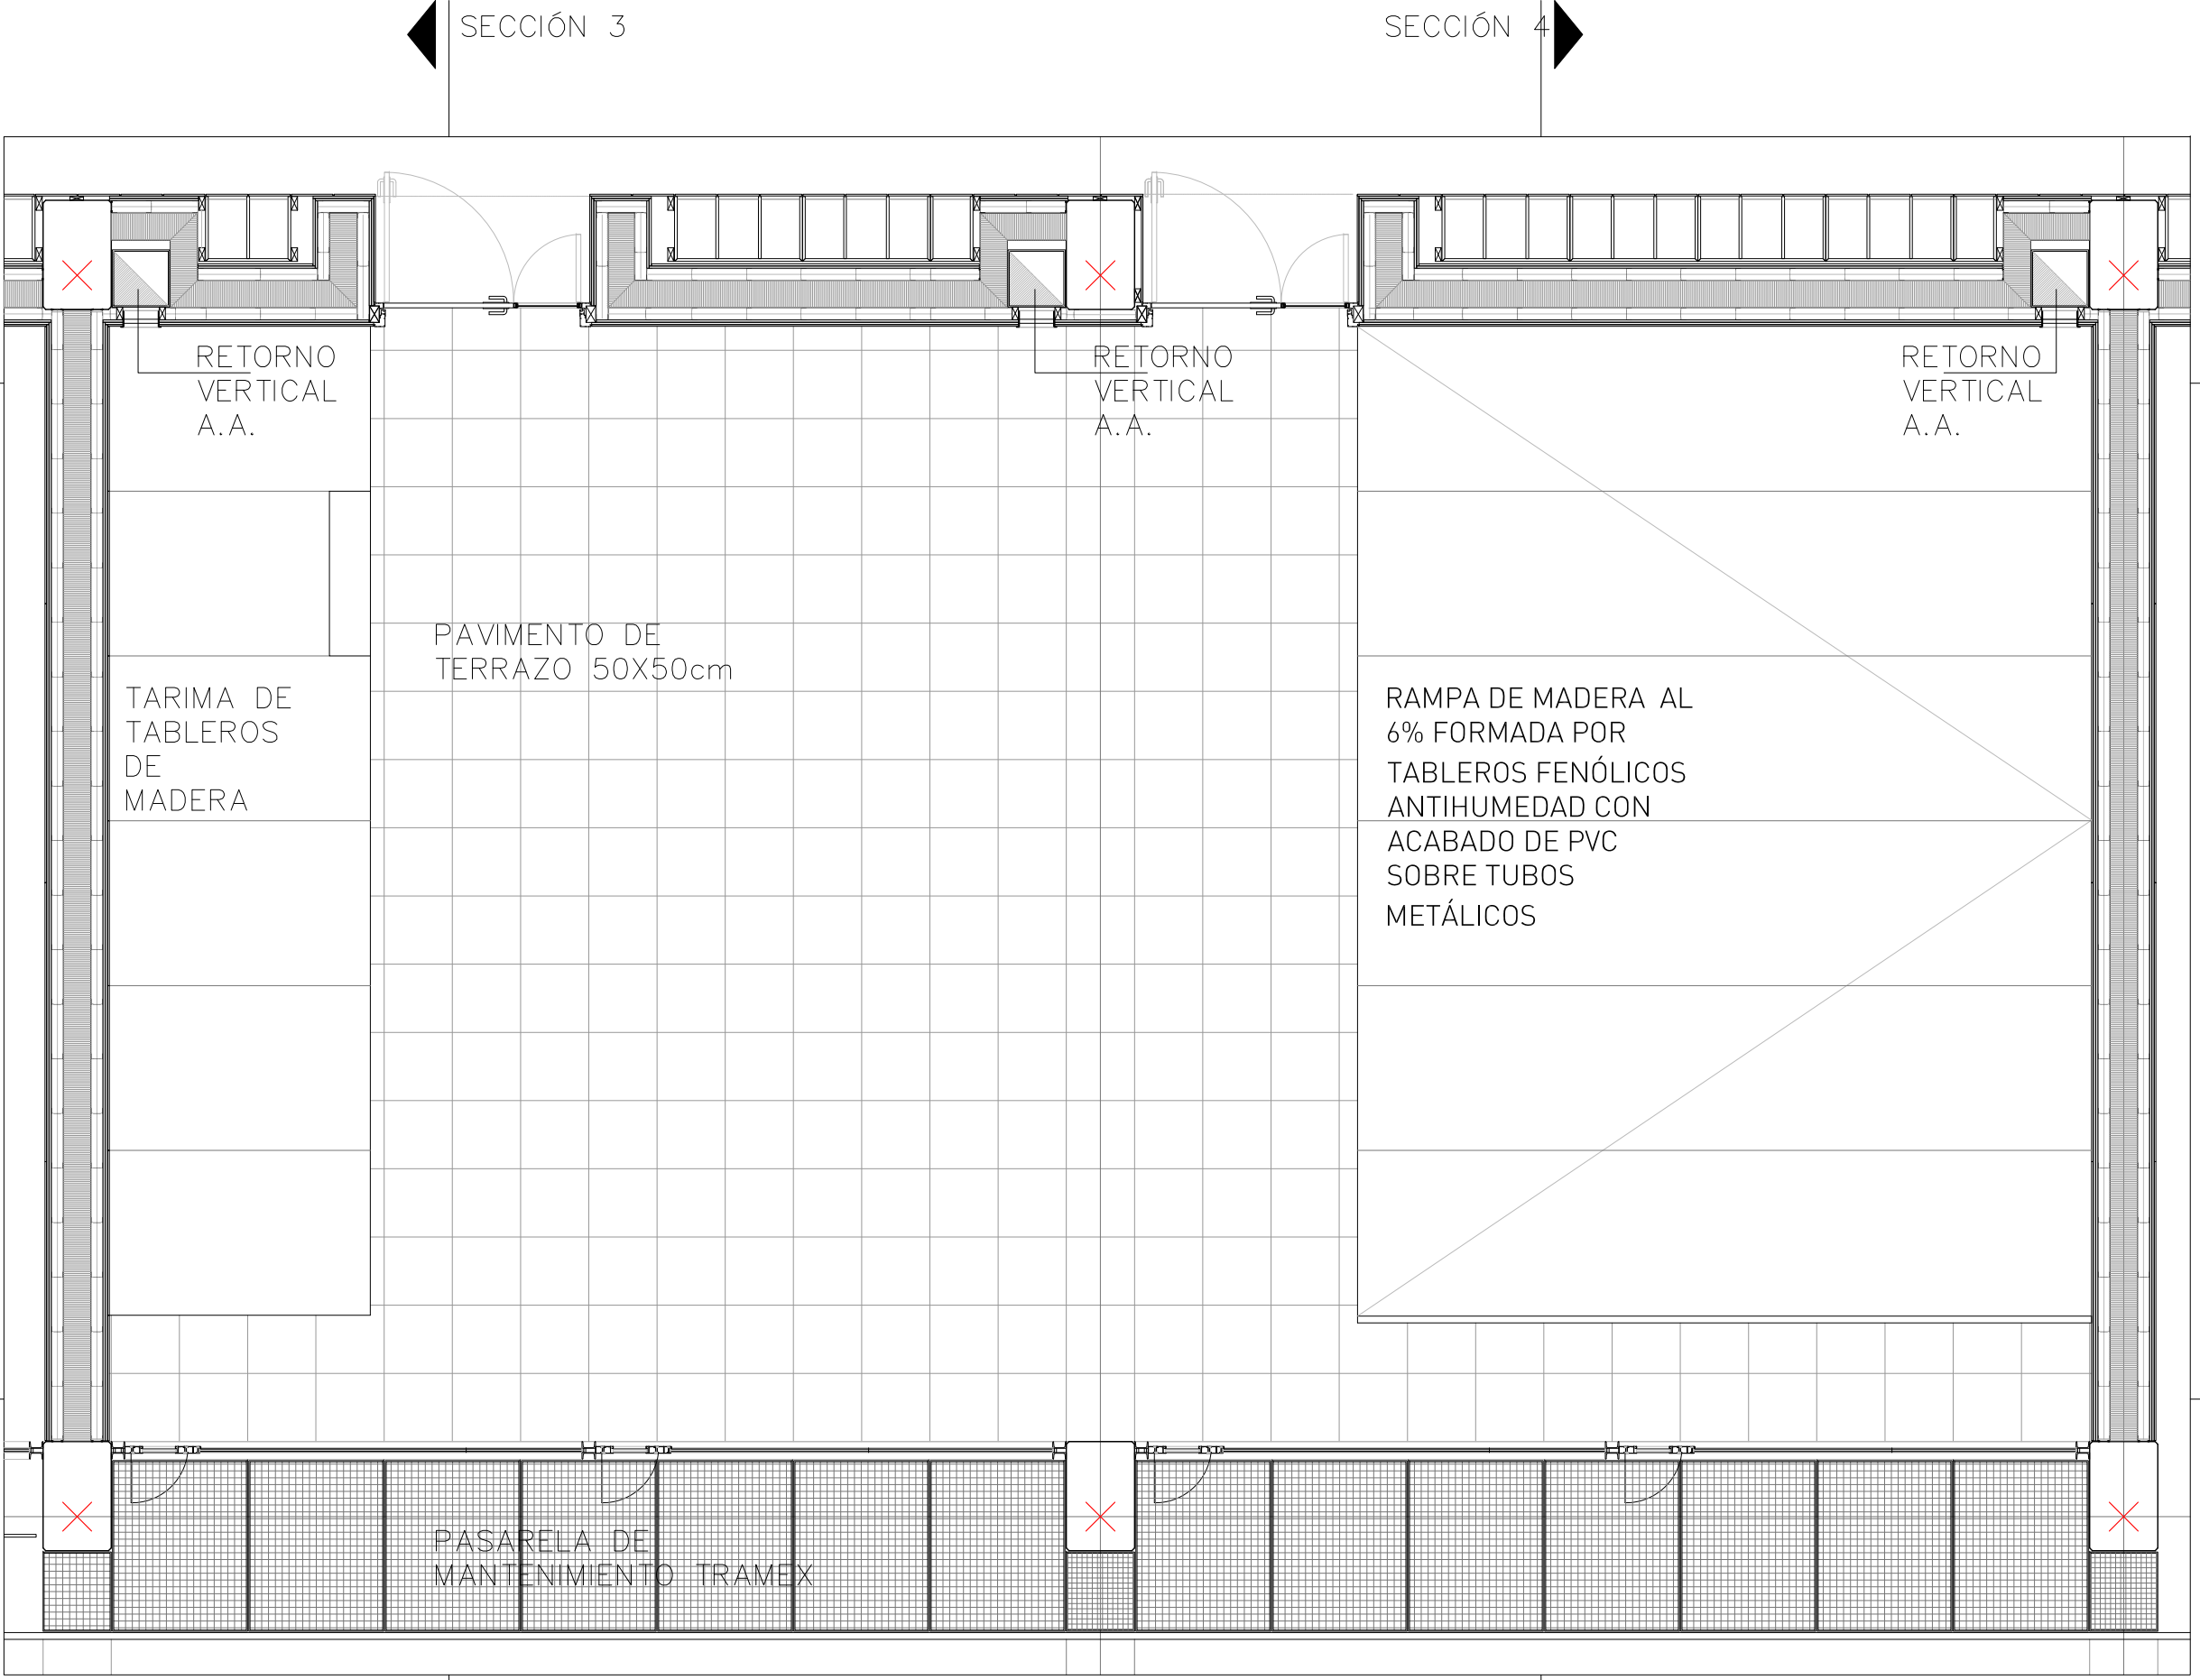 SECCIÓN 3
SECCIÓN 4
RETORNO
VERTICAL
A.A.
RETORNO
VERTICAL
A.A.
RETORNO
VERTICAL
A.A.
PAVIMENTO DE
TERRAZO 50X50cm
TARIMA DE
TABLEROS
DE
MADERA
RAMPA DE MADERA AL
6% FORMADA POR
TABLEROS FENÓLICOS
ANTIHUMEDAD CON
ACABADO DE PVC
SOBRE TUBOS
METÁLICOS
PASARELA DE
MANTENIMIENTO TRAMEX